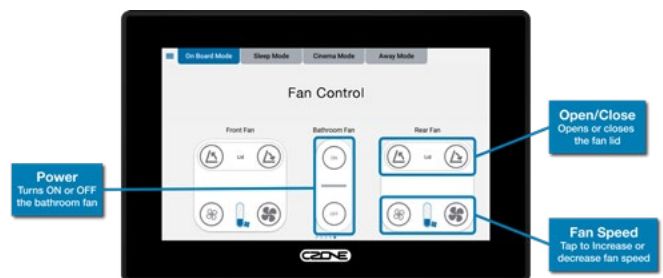 On Board Mode Sleep Mode Cinema Mode Away Mode
Fan Control
Front Fan Bathroom Fan Rear Fan
Lid ON Lid
OFF
CZONE
Power
Turns ON or OFF
the bathroom fan
Open/Close
Opens or closes
the fan lid
Fan Speed
Tap to Increase or
decrease fan speed